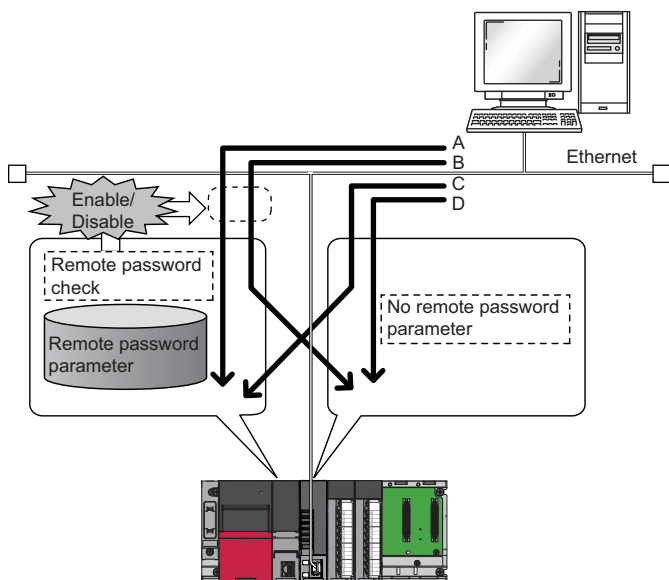 A
B
Ethernet
C
D
Enable/
Disable
Remote password
check
Remote password
parameter
No remote password
parameter